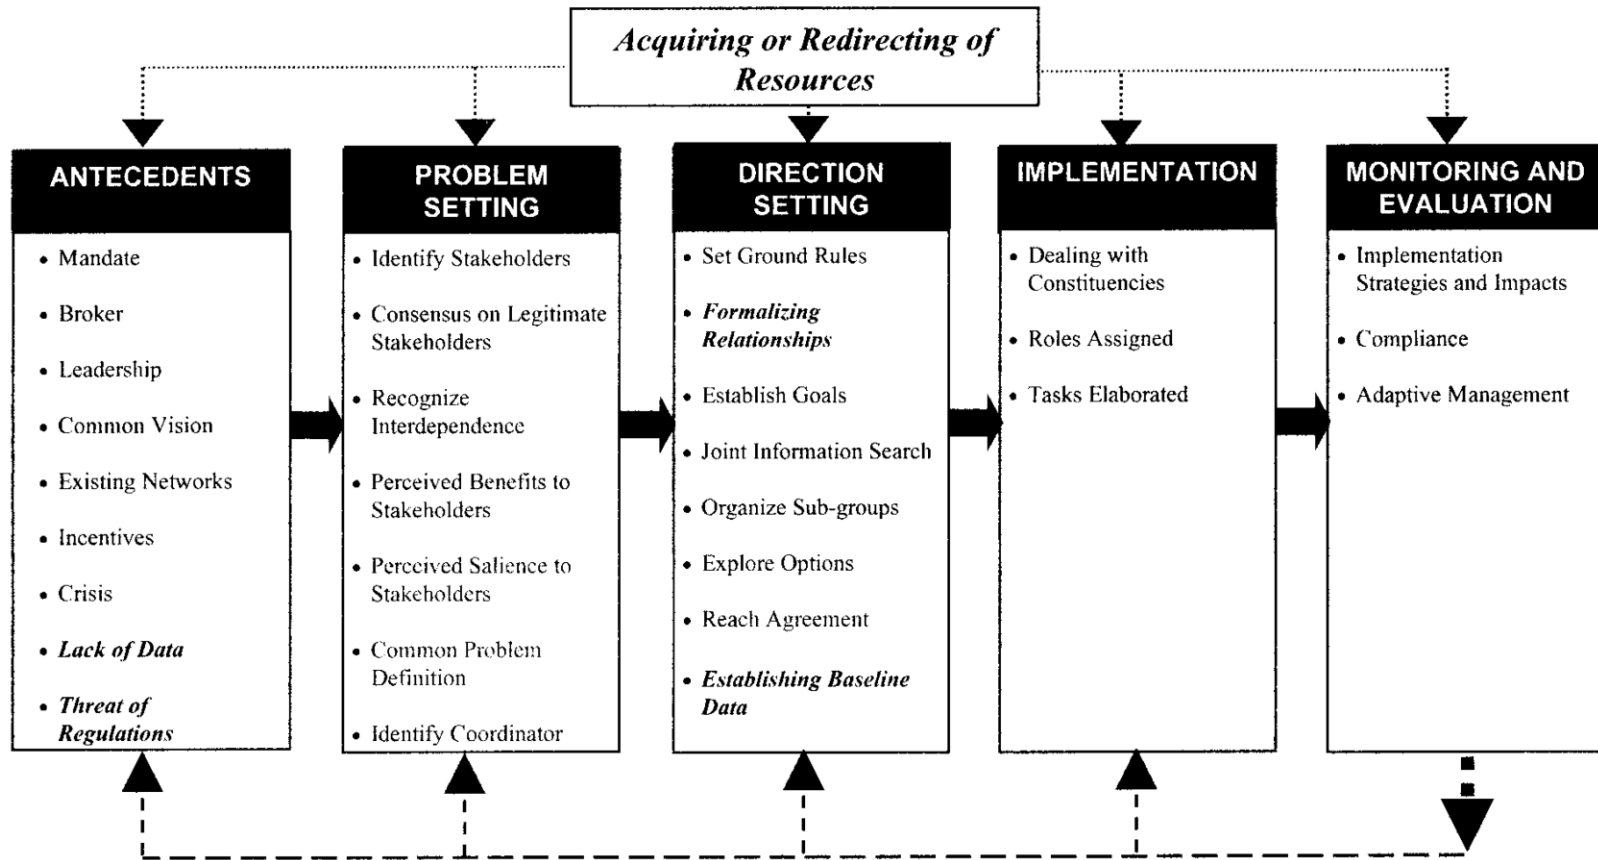 Acquiring or Redirecting of
Resources
ANTECEDENTS
• Mandate
• Broker
• Leadership
• Common Vision
• Existing Networks
• Incentives
• Crisis
• Lack of Data
• Threat of
Regulations
PROBLEM
SETTING
• Identify Stakeholders
• Consensus on Legitimate
Stakeholders
• Recognize
Interdependence
• Perceived Benefits to
Stakeholders
• Perceived Salience to
Stakeholders
• Common Problem
Definition
• Identify Coordinator
DIRECTION
SETTING
• Set Ground Rules
• Formalizing
Relationships
• Establish Goals
• Joint Information Search
• Organize Sub-groups
• Explore Options
• Reach Agreement
• Establishing Baseline
Data
IMPLEMENTATION
• Dealing with
Constituencies
• Roles Assigned
• Tasks Elaborated
MONITORING AND
EVALUATION
• Implementation
Strategies and Impacts
• Compliance
• Adaptive Management